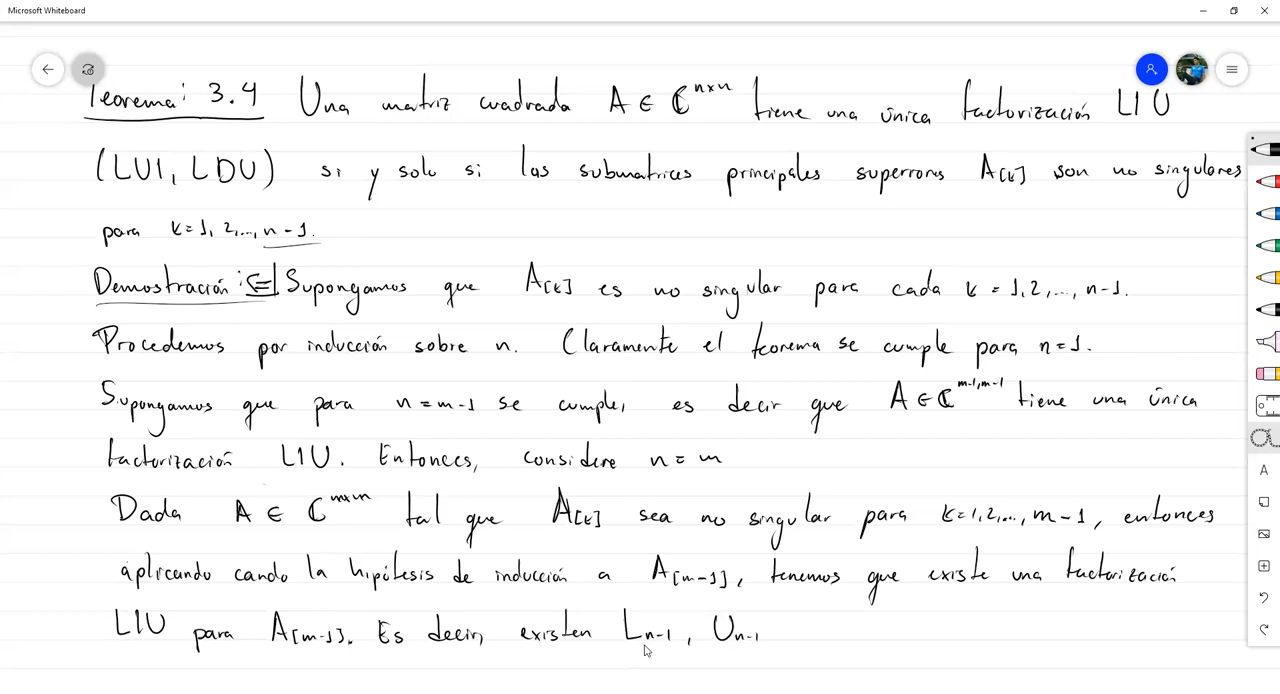 Microsoft Whiteboard
Teorema: 3.4 Una matriz cuadrada A ∈ ℂ^{n×n} tiene una única factorización L1U
(LU1, LDU) si y solo si las submatrices principales superrores A[k] son no singulares
para k=1, 2,..., n-1.
Demostración: ⇐| Supongamos que A[k] es no singular para cada k = 1,2,..., n-1.
Procedemos por inducción sobre n. Claramente el teorema se cumple para n=1.
Supongamos que para n=m-1 se cumple, es decir que A ∈ ℂ^{m-1,m-1} tiene una única
factorización L1U. Entonces, considere n=m
Dada A ∈ ℂ^{m×m} tal que A[k] sea no singular para k=1,2,..., m-1, entonces
aplicando cando la hipótesis de inducción a A[m-1], tenemos que existe una factorización
L1U para A[m-1]. Es decir, existen L_{n-1}, U_{n-1}
A